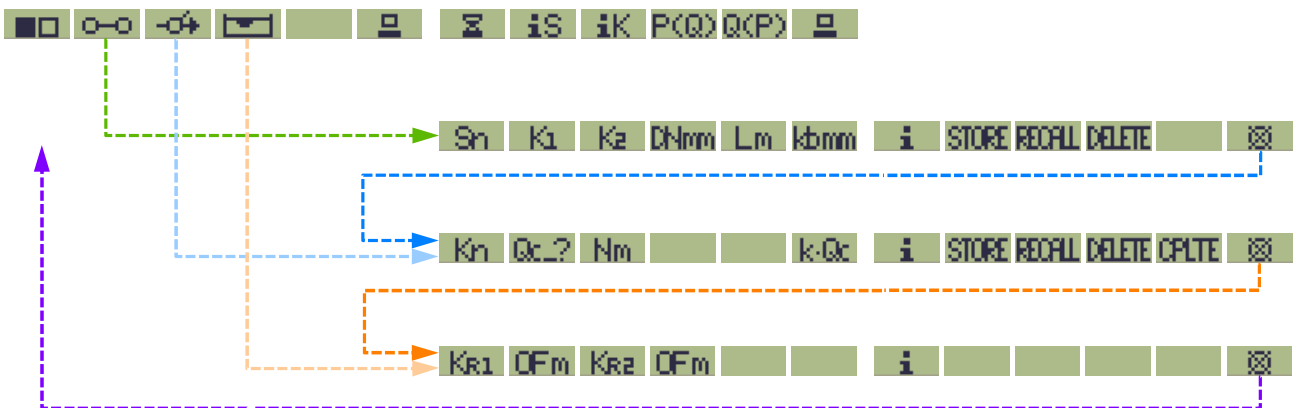 iS iK P(Q) Q(P)
Sn K1 K2 DNmm Lm kbmm i STORE RECALL DELETE
Kn Qc_? Nm k·Qc i STORE RECALL DELETE CPLTE
KR1 OFm KR2 OFm i